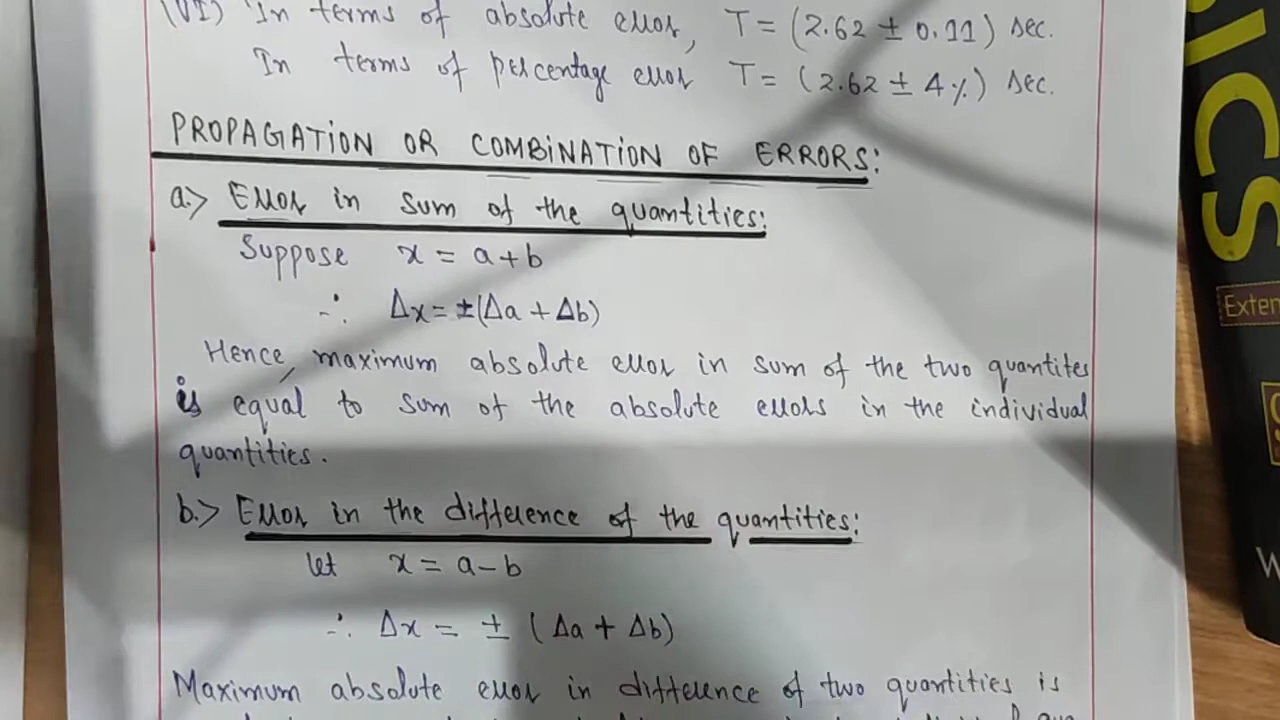 (VI) In terms of absolute error, T = (2.62 ± 0.11) sec.
In terms of percentage error T = (2.62 ± 4%) sec.
PROPAGATION OR COMBINATION OF ERRORS:
a.> Error in sum of the quantities:
Suppose x = a+b
∴ Δx = ±(Δa + Δb)
Hence, maximum absolute error in sum of the two quantites
is equal to sum of the absolute errors in the individual
quantities.
b.> Error in the difference of the quantities:
let x = a-b
∴ Δx = ± (Δa + Δb)
Maximum absolute error in difference of two quantities is
SICS
Exten
W